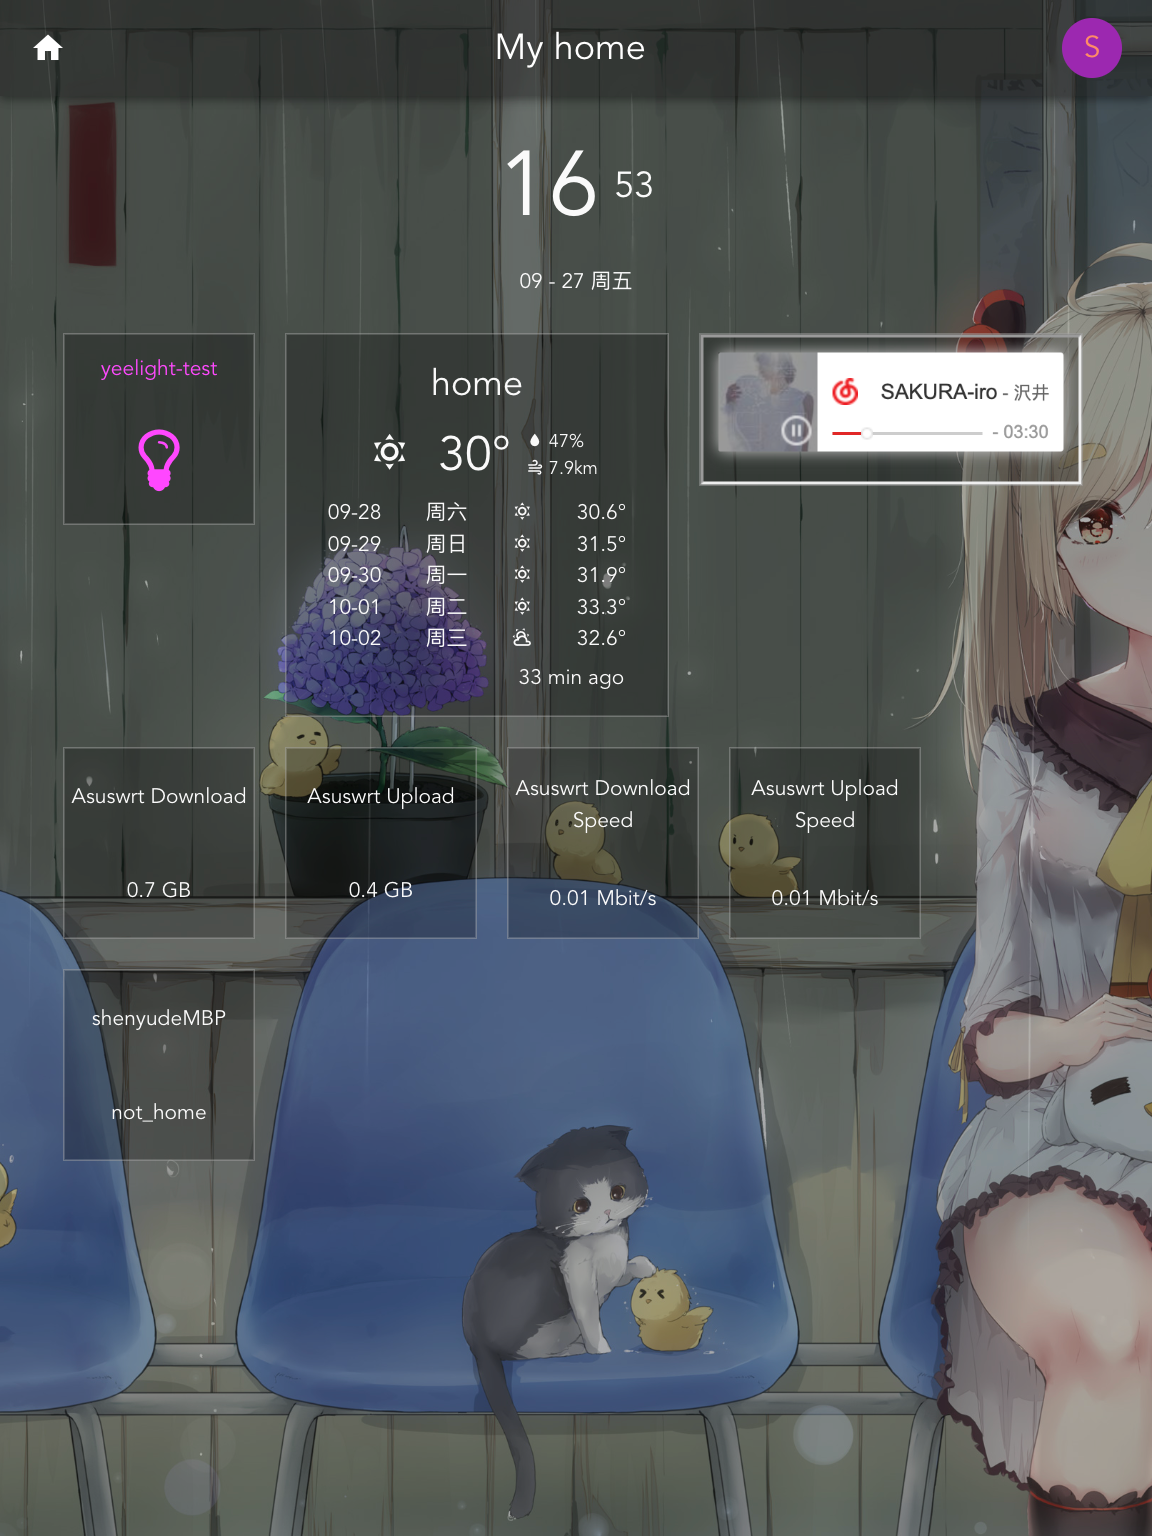 My home
S
16 53
09 - 27 周五
yeelight-test
home
30°
47%
7.9km
09-28 周六 30.6°
09-29 周日 31.5°
09-30 周一 31.9°
10-01 周二 33.3°
10-02 周三 32.6°
33 min ago
SAKURA-iro - 沢井
- 03:30
Asuswrt Download
0.7 GB
Asuswrt Upload
0.4 GB
Asuswrt Download
Speed
0.01 Mbit/s
Asuswrt Upload
Speed
0.01 Mbit/s
shenyudeMBP
not_home